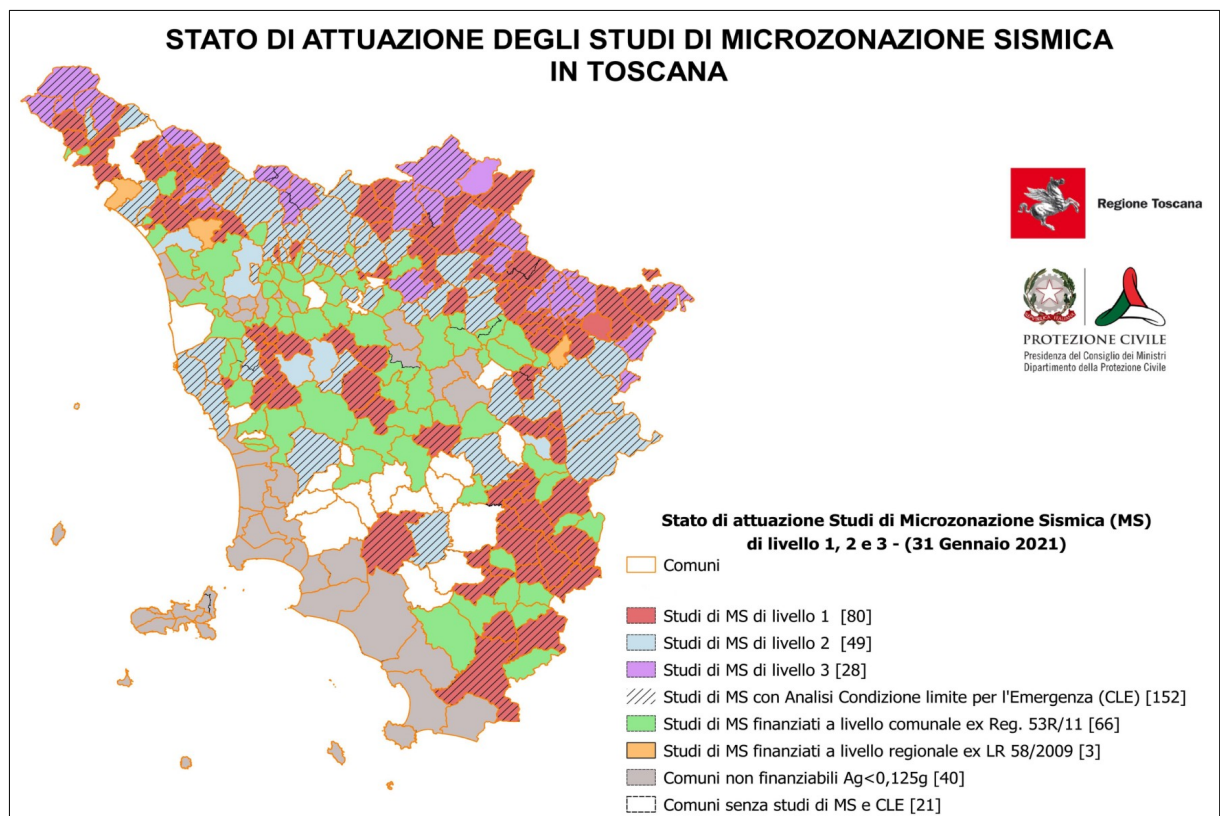 STATO DI ATTUAZIONE DEGLI STUDI DI MICROZONAZIONE SISMICA
IN TOSCANA
Regione Toscana
PROTEZIONE CIVILE
Presidenza del Consiglio dei Ministri
Dipartimento della Protezione Civile
Stato di attuazione Studi di Microzonazione Sismica (MS)
di livello 1, 2 e 3 - (31 Gennaio 2021)
Comuni
Studi di MS di livello 1 [80]
Studi di MS di livello 2 [49]
Studi di MS di livello 3 [28]
Studi di MS con Analisi Condizione limite per l'Emergenza (CLE) [152]
Studi di MS finanziati a livello comunale ex Reg. 53R/11 [66]
Studi di MS finanziati a livello regionale ex LR 58/2009 [3]
Comuni non finanziabili Ag<0,125g [40]
Comuni senza studi di MS e CLE [21]